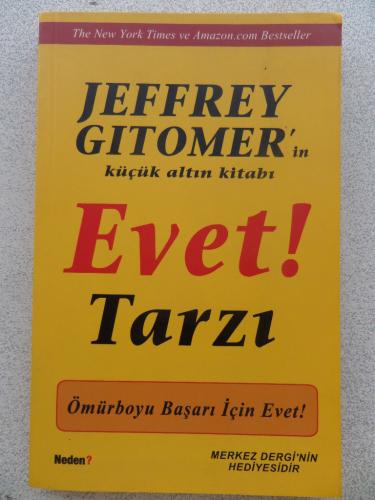 The New York Times ve Amazon.com Bestseller
JEFFREY
GITOMER'in
küçük altın kitabı
Evet!
Tarzı
Ömürboyu Başarı İçin Evet!
Neden?
MERKEZ DERGİ'NİN
HEDİYESİDİR